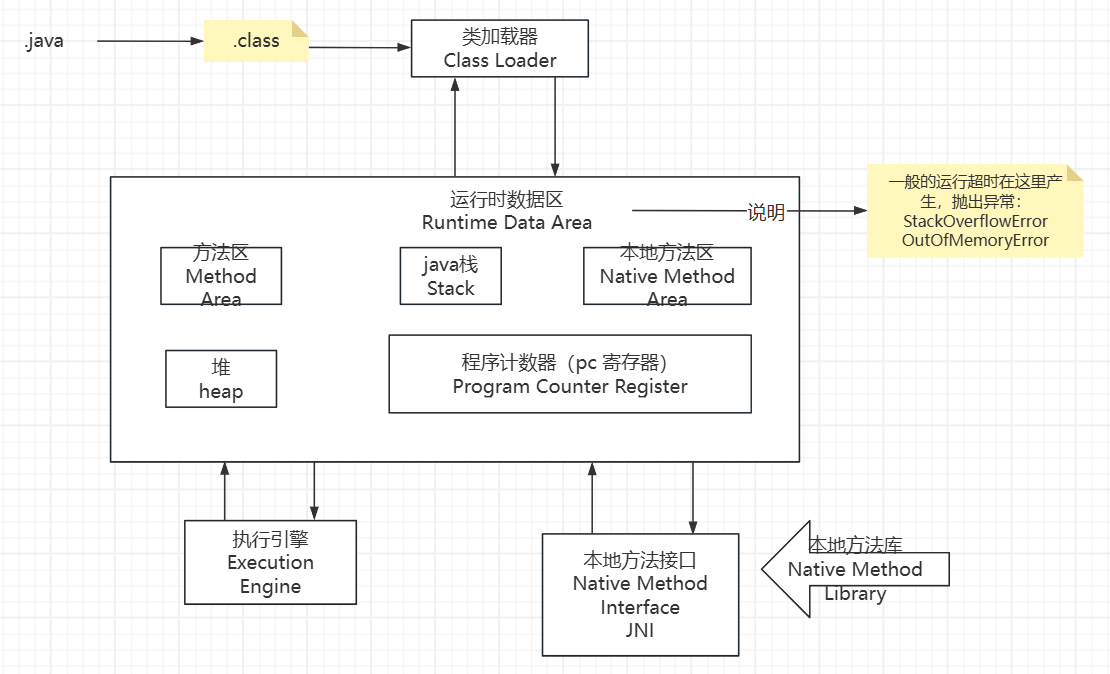 .java
.class
类加载器
Class Loader
运行时数据区
Runtime Data Area
说明
一般的运行超时在这里产
生，抛出异常：
StackOverflowError
OutOfMemoryError
方法区
Method
Area
java栈
Stack
本地方法区
Native Method
Area
堆
heap
程序计数器（pc 寄存器）
Program Counter Register
执行引擎
Execution
Engine
本地方法接口
Native Method
Interface
JNI
本地方法库
Native Method
Library